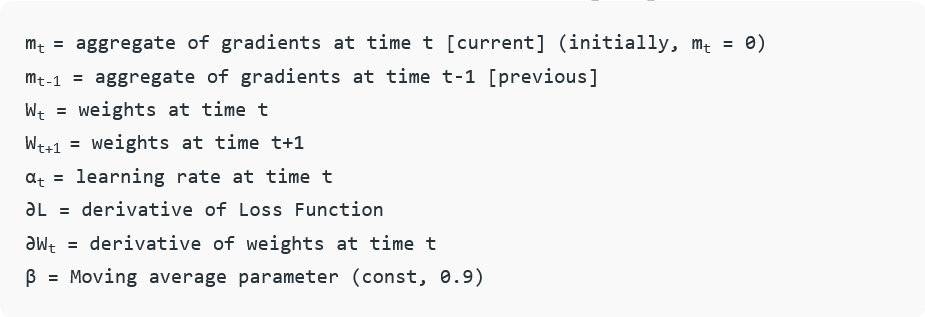 mₜ = aggregate of gradients at time t [current] (initially, mₜ = 0)
mₜ₋₁ = aggregate of gradients at time t-1 [previous]
Wₜ = weights at time t
Wₜ₊₁ = weights at time t+1
αₜ = learning rate at time t
∂L = derivative of Loss Function
∂Wₜ = derivative of weights at time t
β = Moving average parameter (const, 0.9)